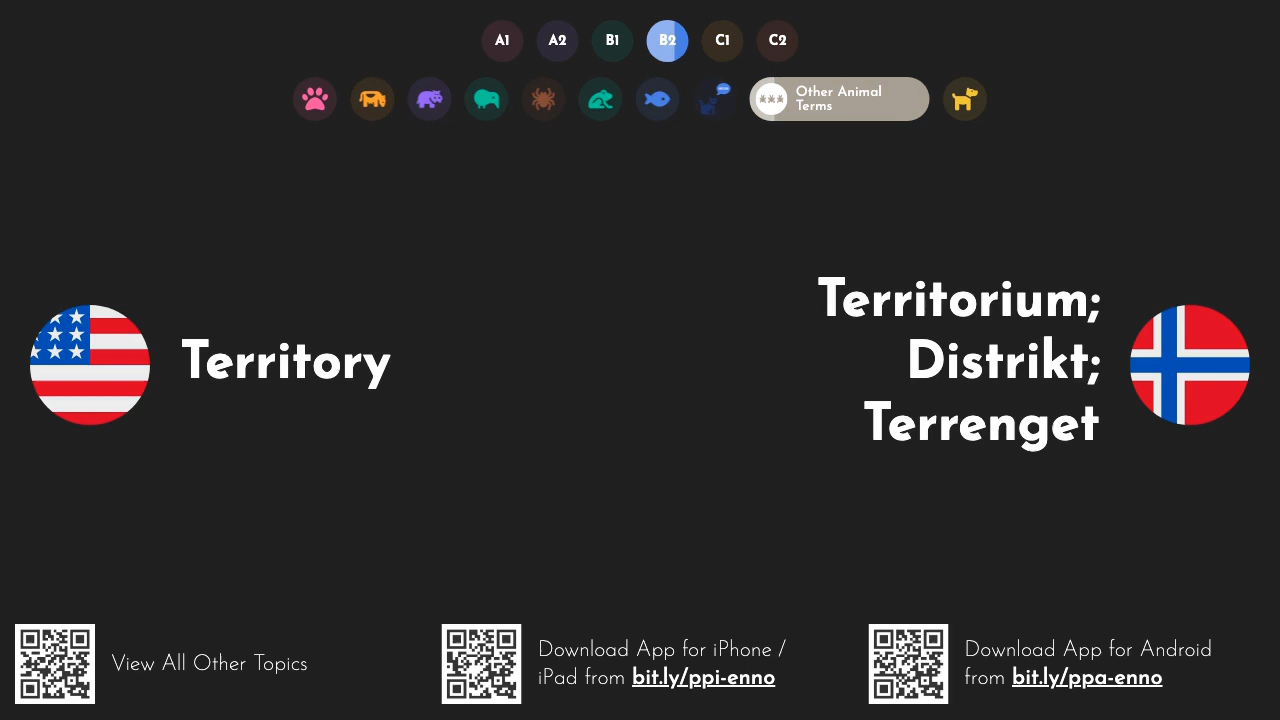 A1 A2 B1 B2 C1 C2
Other Animal
Terms
Territory
Territorium;
Distrikt;
Terrenget
View All Other Topics
Download App for iPhone /
iPad from bit.ly/ppi-enno
Download App for Android
from bit.ly/ppa-enno